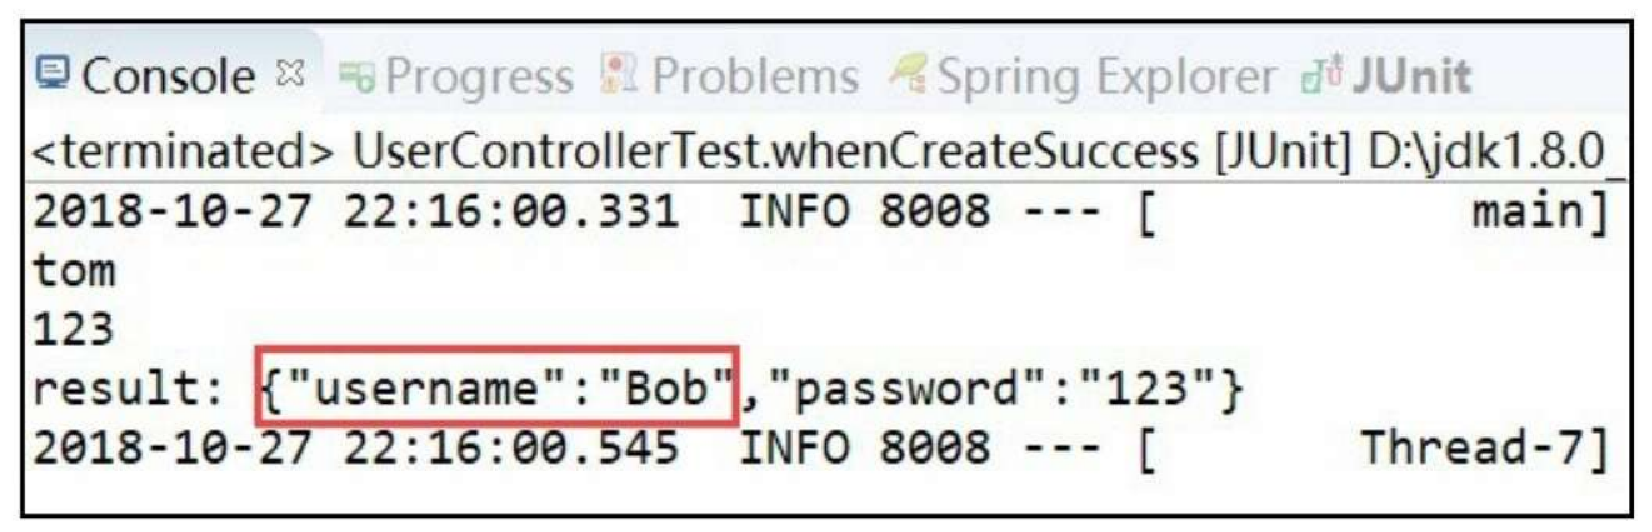 Console Progress Problems Spring Explorer JUnit
<terminated> UserControllerTest.whenCreateSuccess [JUnit] D:\jdk1.8.0_
2018-10-27 22:16:00.331  INFO 8008 --- [           main]
tom
123
result: {"username":"Bob","password":"123"}
2018-10-27 22:16:00.545  INFO 8008 --- [       Thread-7]